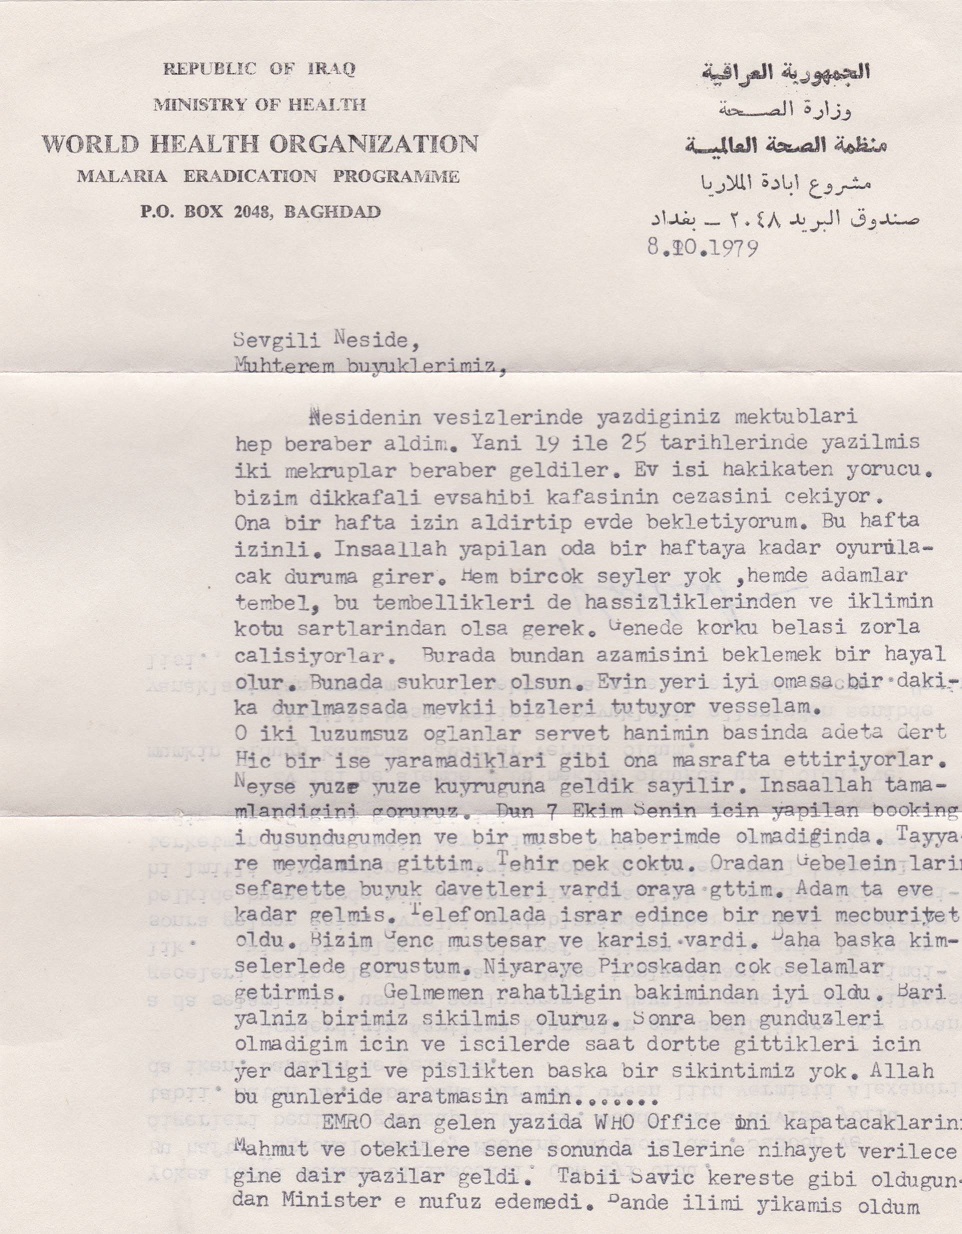 REPUBLIC OF IRAQ
MINISTRY OF HEALTH
WORLD HEALTH ORGANIZATION
MALARIA ERADICATION PROGRAMME
P.O. BOX 2048, BAGHDAD
الجمهورية العراقية
وزارة الصـــحة
منظمة الصحة العالميـة
مشروع ابادة الملاريا
صندوق البريد ٢٠٤٨ ــ بغداد
8.10.1979
Sevgili Neside,
Muhterem buyuklerimiz,
Nesidenin vesizlerinde yazdiginiz mektublari
hep beraber aldim. Yani 19 ile 25 tarihlerinde yazilmis
iki mekruplar beraber geldiler. Ev isi hakikaten yorucu.
bizim dikkafali evsahibi kafasinin cezasini cekiyor.
Ona bir hafta izin aldirtip evde bekletiyorum. Bu hafta
izinli. Insaallah yapilan oda bir haftaya kadar oyurula-
cak duruma girer. Hem bircok seyler yok ,hemde adamlar
tembel, bu tembellikleri de hassizliklerinden ve iklimin
kotu sartlarindan olsa gerek. Genede korku belasi zorla
calisiyorlar. Burada bundan azamisini beklemek bir hayal
olur. Bunada sukurler olsun. Evin yeri iyi omasa bir daki-
ka durlmazsada mevkii bizleri tutuyor vesselam.
O iki luzumsuz oglanlar servet hanimin basinda adeta dert
Hic bir ise yaramadiklari gibi ona masrafta ettiriyorlar.
Neyse yuze yuze kuyruguna geldik sayilir. Insaallah tama-
mlandigini goruruz. Dun 7 Ekim Senin icin yapilan booking
i dusundugumden ve bir musbet haberimde olmadiginda. Tayya-
re meydamina gittim. Tehir pek coktu. Oradan Gebelein larin
sefarette buyuk davetleri vardi oraya gttim. Adam ta eve
kadar gelmis. Telefonlada israr edince bir nevi mecburiyet
oldu. Bizim Genc mustesar ve karisi vardi. Daha baska kim-
selerlede gorustum. Niyaraye Piroskadan cok selamlar
getirmis. Gelmemen rahatligin bakimindan iyi oldu. Bari
yalniz birimiz sikilmis oluruz. Sonra ben gunduzleri
olmadigim icin ve iscilerde saat dortte gittikleri icin
yer darligi ve pislikten baska bir sikintimiz yok. Allah
bu gunleride aratmasin amin.......
EMRO dan gelen yazida WHO Office ini kapatacaklarini
Mahmut ve otekilere sene sonunda islerine nihayet verilece
gine dair yazilar geldi. Tabii Savic kereste gibi oldugun-
dan Minister e nufuz edemedi. Bande ilimi yikamis oldum